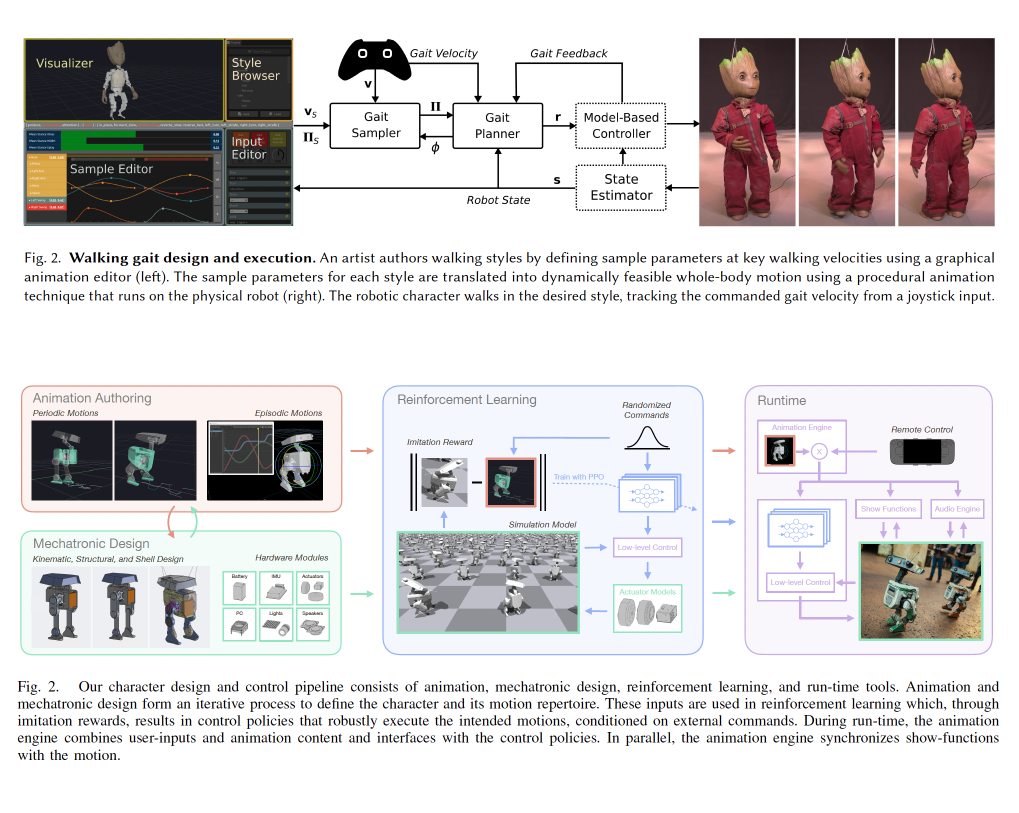 Visualizer
Style
Browser
Input
Editor
Sample Editor
Gait Velocity
Gait Feedback
v
v_S
Π_S
Gait
Sampler
Π
ϕ
Gait
Planner
r
Model-Based
Controller
s
Robot State
State
Estimator
Fig. 2. Walking gait design and execution. An artist authors walking styles by defining sample parameters at key walking velocities using a graphical
animation editor (left). The sample parameters for each style are translated into dynamically feasible whole-body motion using a procedural animation
technique that runs on the physical robot (right). The robotic character walks in the desired style, tracking the commanded gait velocity from a joystick input.
Animation Authoring
Periodic Motions
Episodic Motions
Mechatronic Design
Kinematic, Structural, and Shell Design
Hardware Modules
Battery
IMU
Actuators
PC
Lights
Speakers
Reinforcement Learning
Randomized
Commands
Imitation Reward
Train with PPO
Simulation Model
Low-level Control
Actuator Models
Runtime
Animation Engine
Remote Control
X
Show Functions
Audio Engine
Low-level Control
Fig. 2. Our character design and control pipeline consists of animation, mechatronic design, reinforcement learning, and run-time tools. Animation and
mechatronic design form an iterative process to define the character and its motion repertoire. These inputs are used in reinforcement learning which, through
imitation rewards, results in control policies that robustly execute the intended motions, conditioned on external commands. During run-time, the animation
engine combines user-inputs and animation content and interfaces with the control policies. In parallel, the animation engine synchronizes show-functions
with the motion.